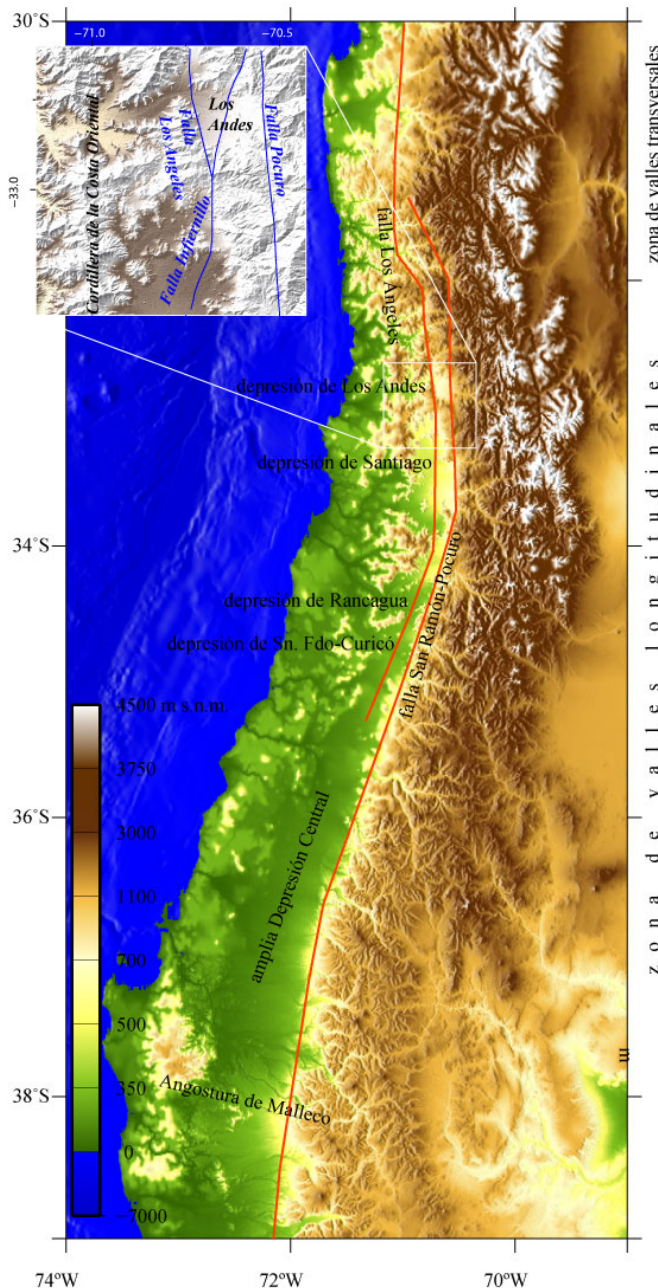 30°S
−71.0
−70.5
−33.0
Cordillera de la Costa Oriental
Falla
Los Angeles
Los
Andes
Falla Pocuro
Falla Infiernillo
zona de valles transversales
falla Los Ángeles
depresión de Los Andes
depresión de Santiago
34°S
depresión de Rancagua
depresión de Sn. Fdo-Curicó
falla San Ramón-Pocuro
zona de valles longitudinales
4500 m s.n.m.
3750
3000
1100
700
500
350
0
−7000
36°S
amplia Depresión Central
m
38°S
Angostura de Malleco
74°W
72°W
70°W